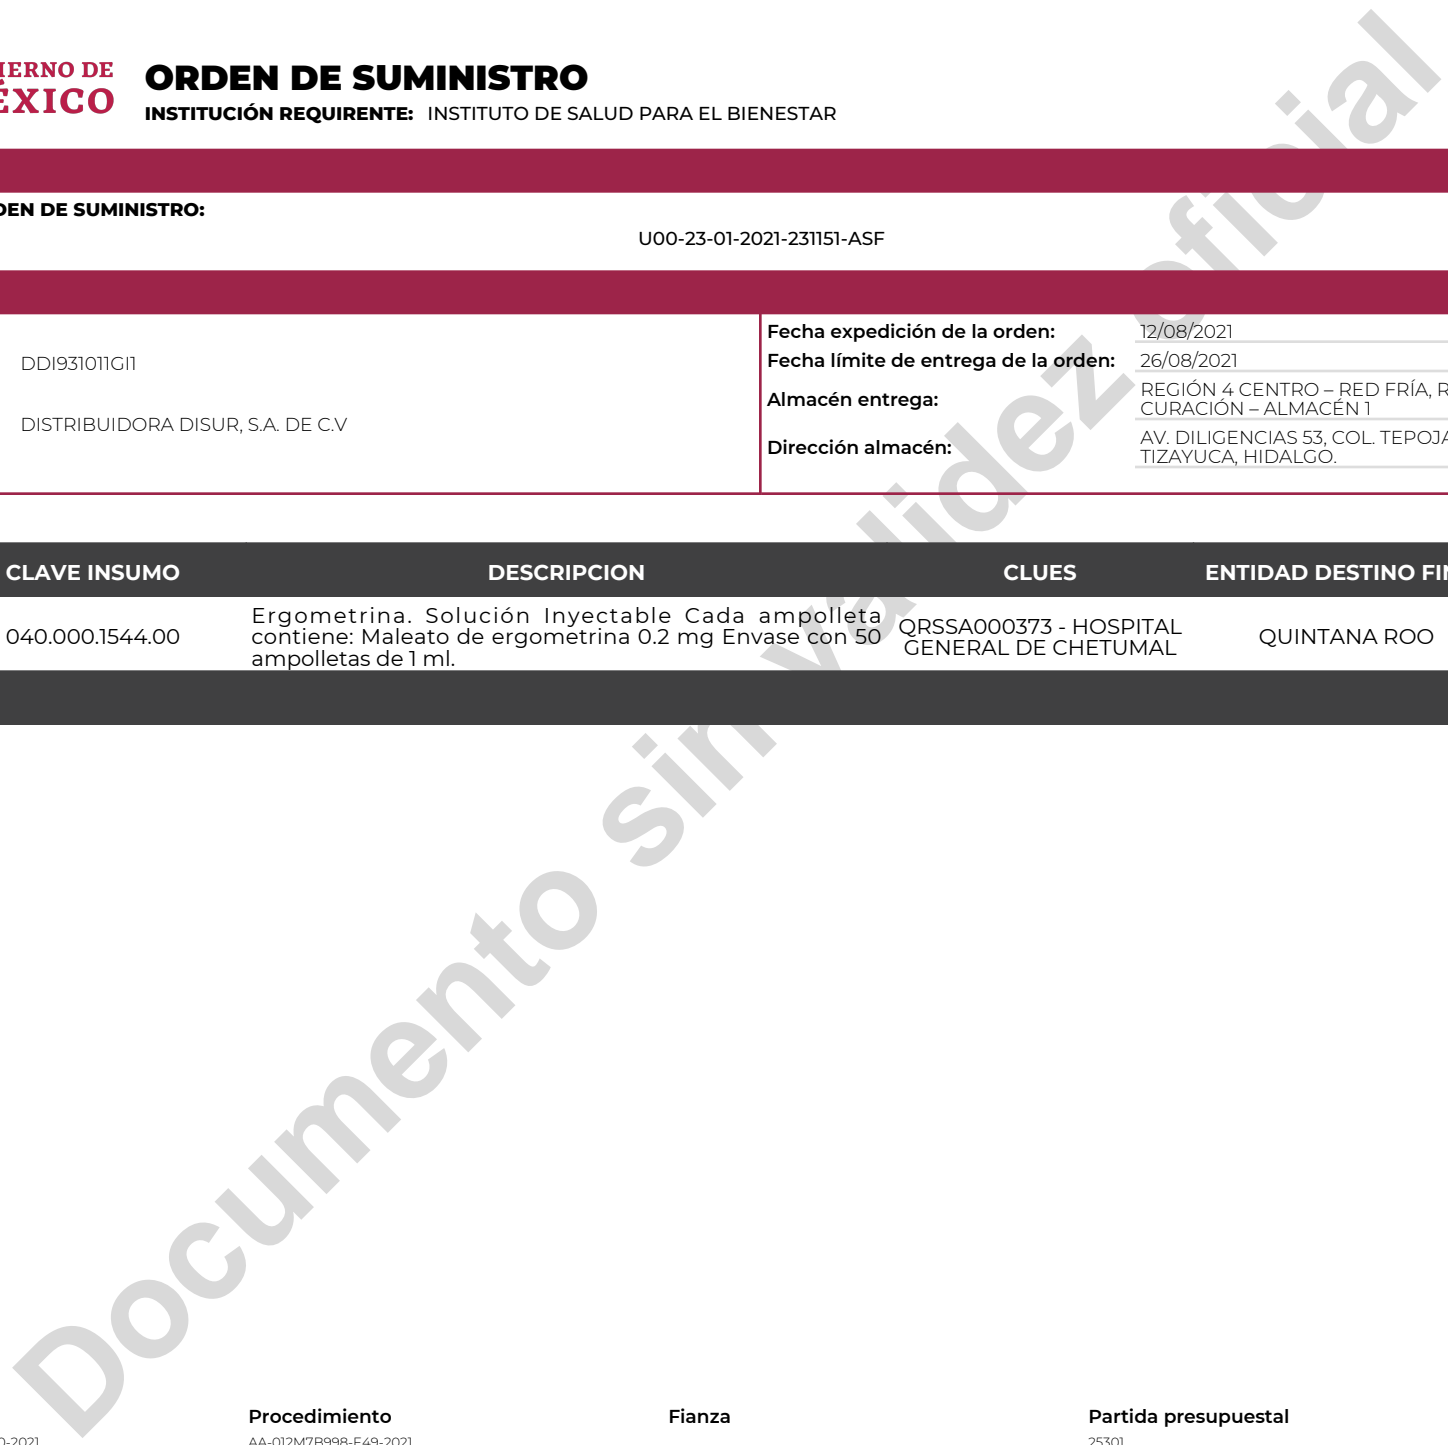 ORDEN DE SUMINISTRO
INSTITUCIÓN REQUIRENTE: INSTITUTO DE SALUD PARA EL BIENESTAR
DE
MÉXICO
DE SUMINISTRO:
U00-23-01-2021-231151-ASF
DDI931011GI1
DISTRIBUIDORA DISUR, S.A. DE C.V
Fecha expedición de la orden: 12/08/2021
Fecha límite de entrega de la orden: 26/08/2021
Almacén entrega: REGIÓN 4 CENTRO – RED FRÍA,
CURACIÓN – ALMACÉN 1
Dirección almacén: AV. DILIGENCIAS 53, COL.
TIZAYUCA, HIDALGO.
CLAVE INSUMO DESCRIPCION CLUES ENTIDAD DESTINO
040.000.1544.00
Ergometrina. Solución Inyectable Cada ampolleta
contiene: Maleato de ergometrina 0.2 mg Envase con 50
ampolletas de 1 ml.
QRSSA000373 - HOSPITAL
GENERAL DE CHETUMAL
QUINTANA ROO
Documento sin validez oficial
Procedimiento Fianza Partida presupuestal
AA-012M7B998-E49-2021 25301